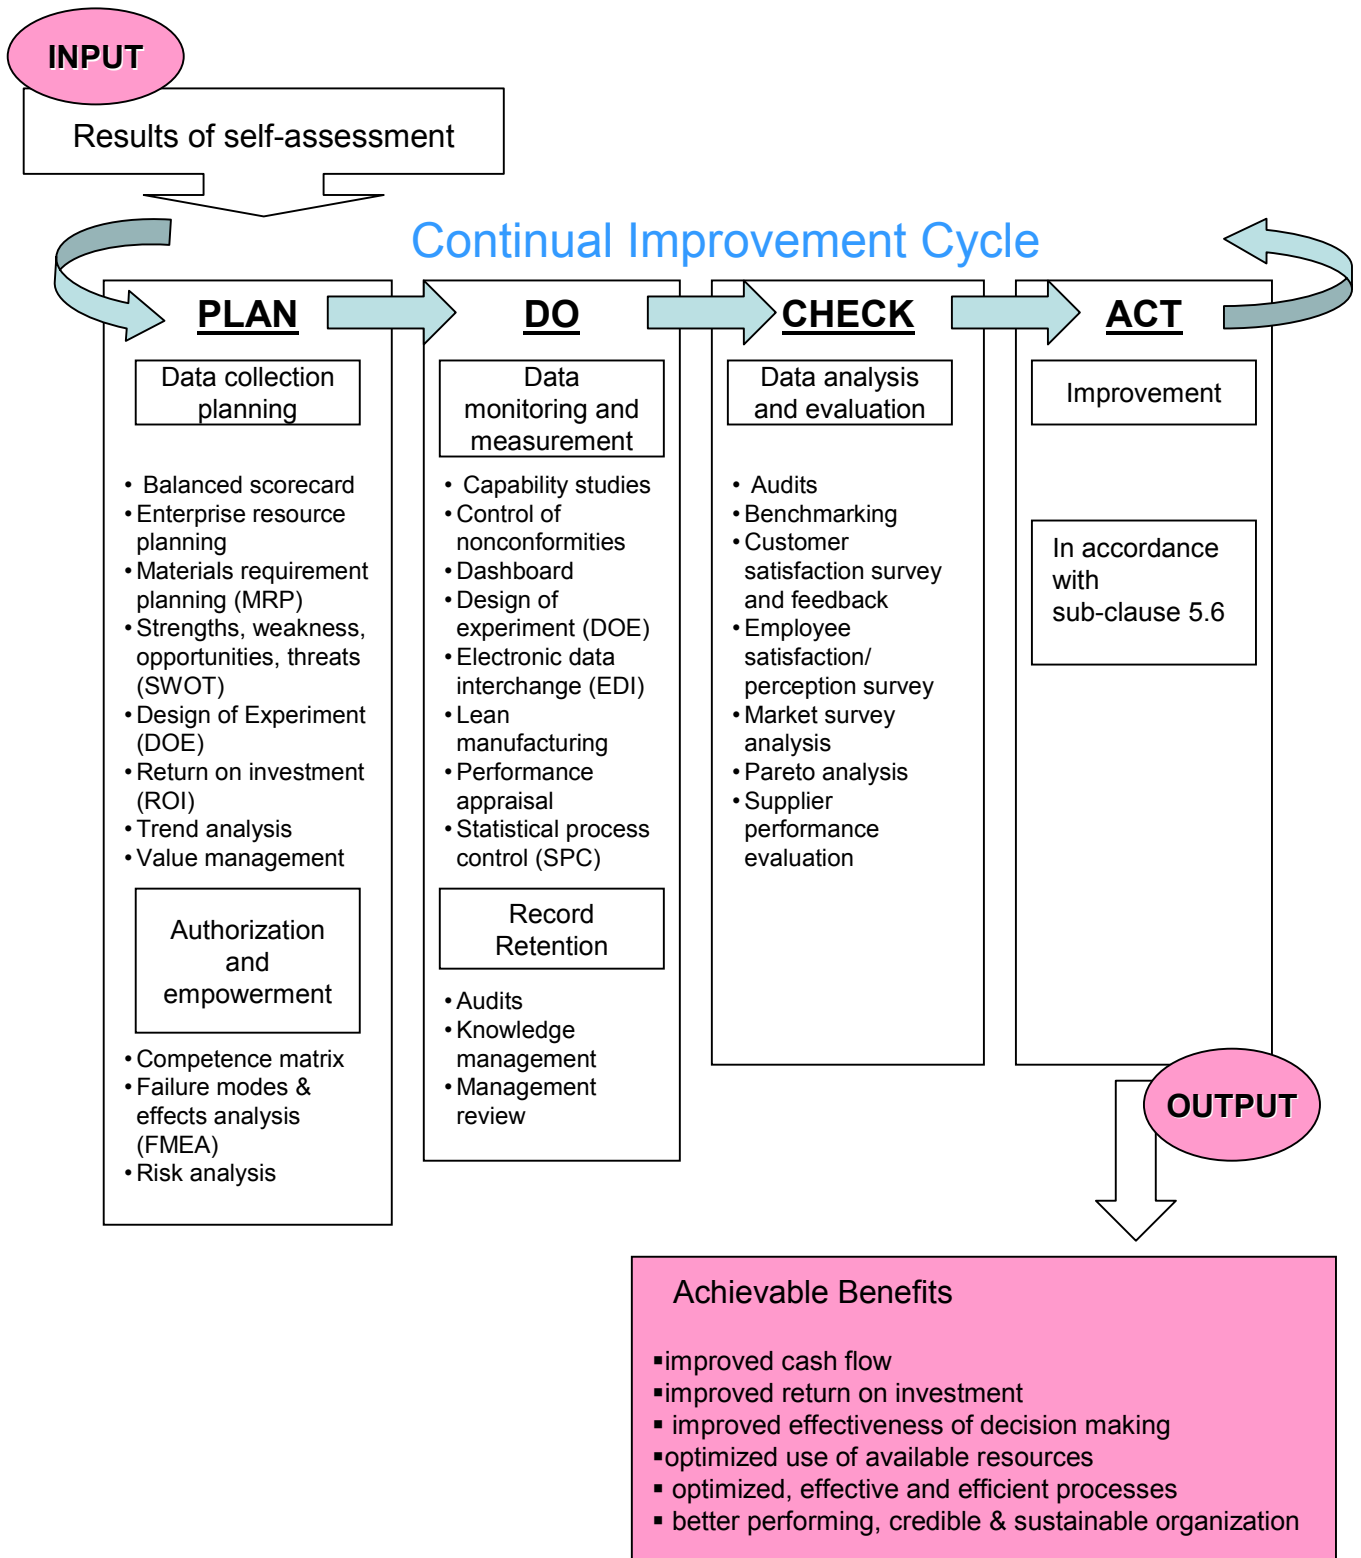 INPUT
Results of self-assessment
Continual Improvement Cycle
PLAN
Data collection
planning
• Balanced scorecard
• Enterprise resource
planning
• Materials requirement
planning (MRP)
• Strengths, weakness,
opportunities, threats
(SWOT)
• Design of Experiment
(DOE)
• Return on investment
(ROI)
• Trend analysis
• Value management
Authorization
and
empowerment
• Competence matrix
• Failure modes &
effects analysis
(FMEA)
• Risk analysis
DO
Data
monitoring and
measurement
• Capability studies
• Control of
nonconformities
• Dashboard
• Design of
experiment (DOE)
• Electronic data
interchange (EDI)
• Lean
manufacturing
• Performance
appraisal
• Statistical process
control (SPC)
Record
Retention
• Audits
• Knowledge
management
• Management
review
CHECK
Data analysis
and evaluation
• Audits
• Benchmarking
• Customer
satisfaction survey
and feedback
• Employee
satisfaction/
perception survey
• Market survey
analysis
• Pareto analysis
• Supplier
performance
evaluation
ACT
Improvement
In accordance
with
sub-clause 5.6
OUTPUT
Achievable Benefits
▪improved cash flow
▪improved return on investment
▪ improved effectiveness of decision making
▪optimized use of available resources
▪ optimized, effective and efficient processes
▪ better performing, credible & sustainable organization